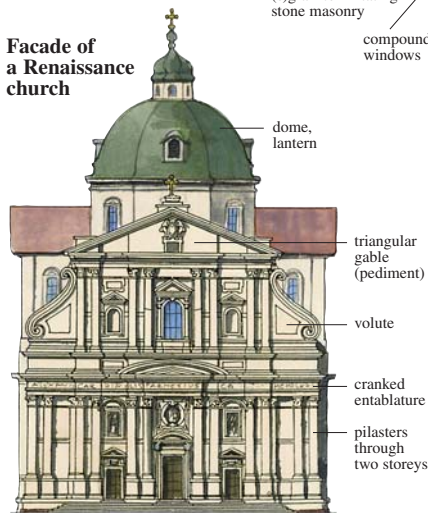 stone masonry
compound
windows
Facade of
a Renaissance
church
dome,
lantern
triangular
gable
(pediment)
volute
cranked
entablature
pilasters
through
two storeys